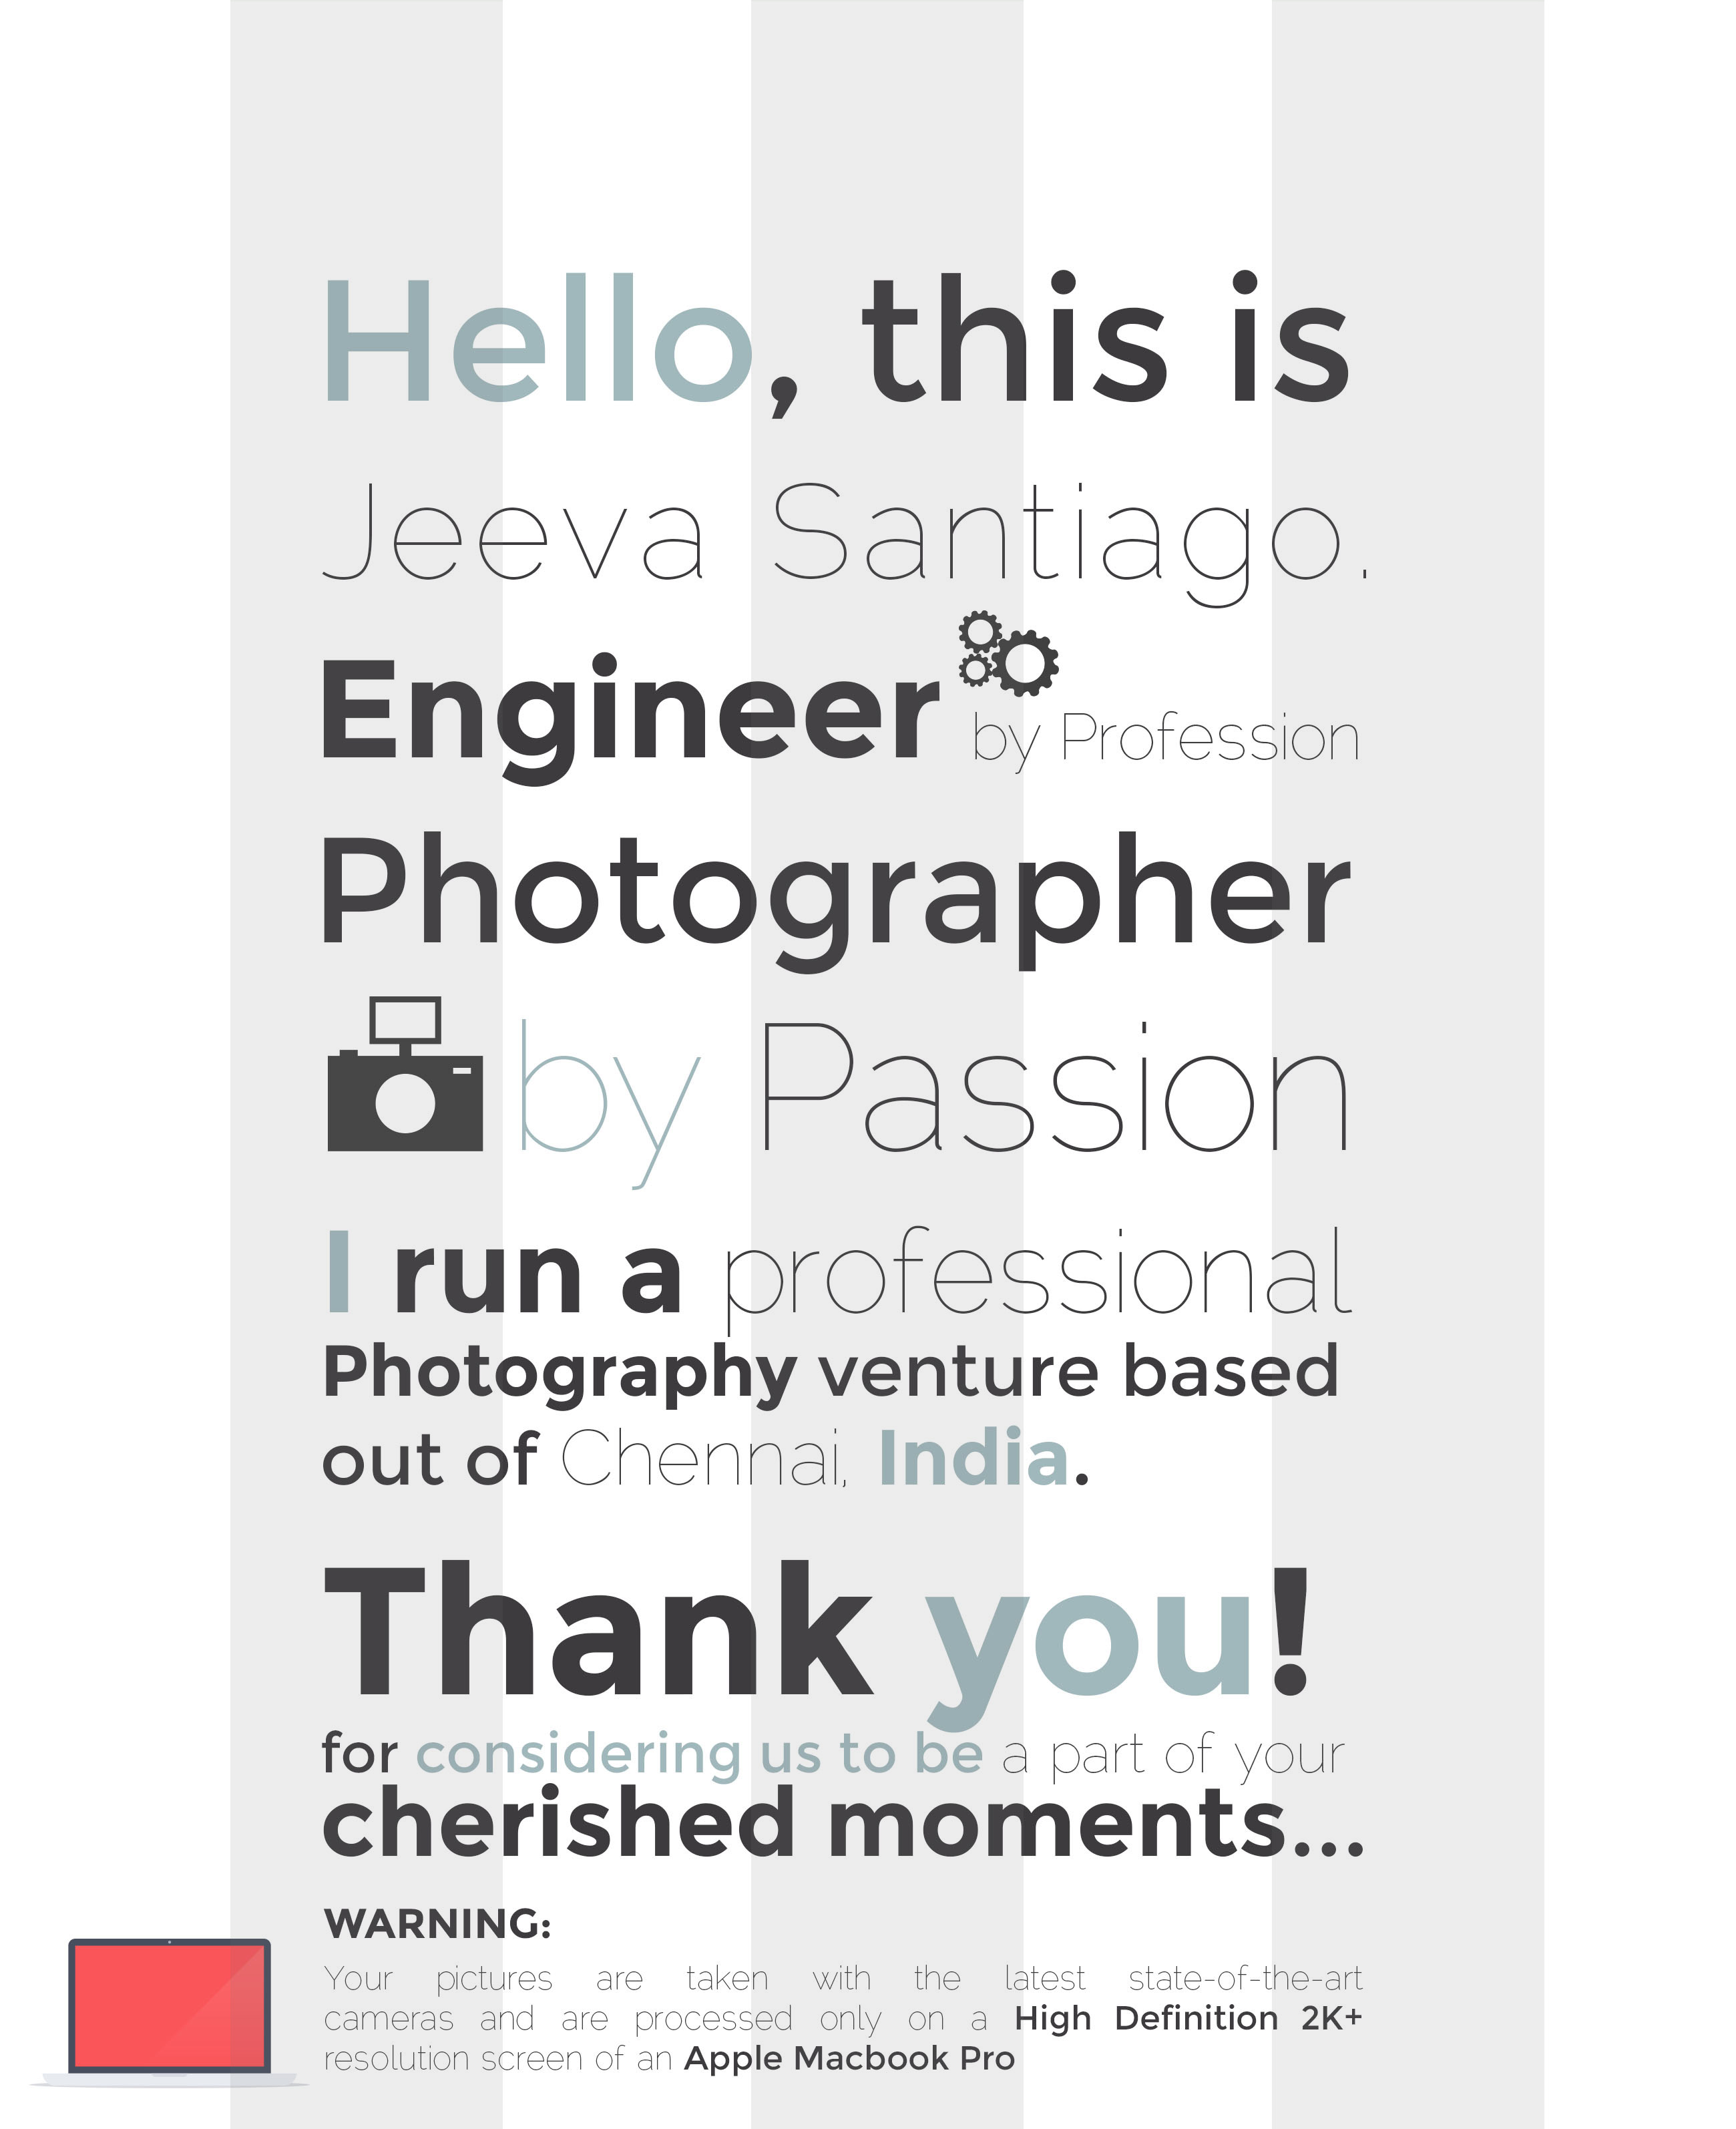 Hello, this is
Jeeva Santiago.
Engineer by Profession
Photographer
by Passion
I run a professional
Photography venture based
out of Chennai, India.
Thank you!
for considering us to be a part of your
cherished moments...
WARNING:
Your pictures are taken with the latest state-of-the-art
cameras and are processed only on a High Definition 2K+
resolution screen of an Apple Macbook Pro